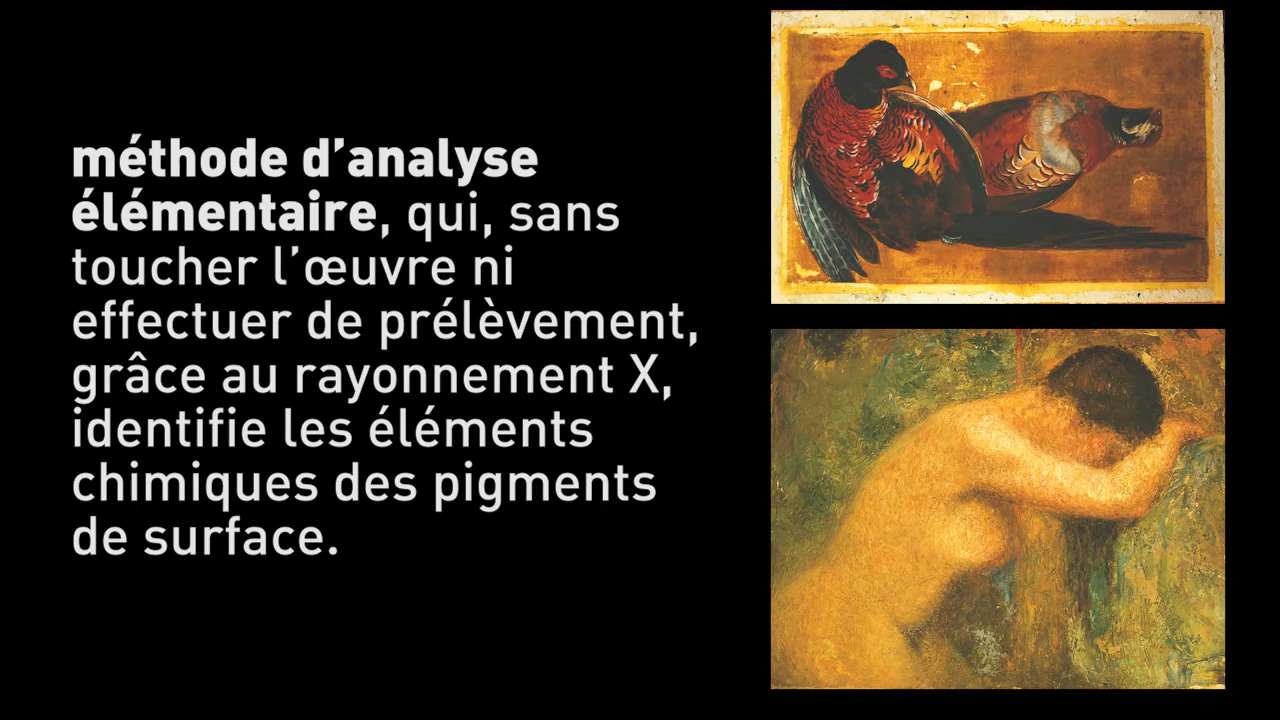 méthode d’analyse
élémentaire, qui, sans
toucher l’œuvre ni
effectuer de prélèvement,
grâce au rayonnement X,
identifie les éléments
chimiques des pigments
de surface.